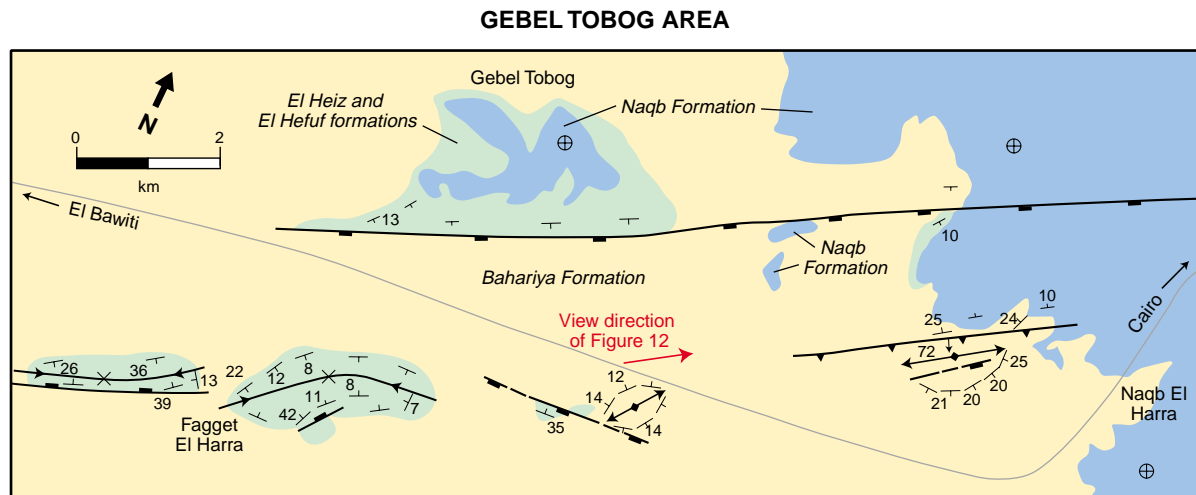 GEBEL TOBOG AREA
Gebel Tobog
El Heiz and
El Hefuf formations
Naqb Formation
N
0
2
km
El Bawiti
13
10
Naqb
Formation
Bahariya Formation
View direction
of Figure 12
Cairo
10
25
24
72
25
20
20
21
26
36
13
22
39
12
8
8
11
42
7
12
14
14
35
Fagget
El Harra
Naqb El
Harra